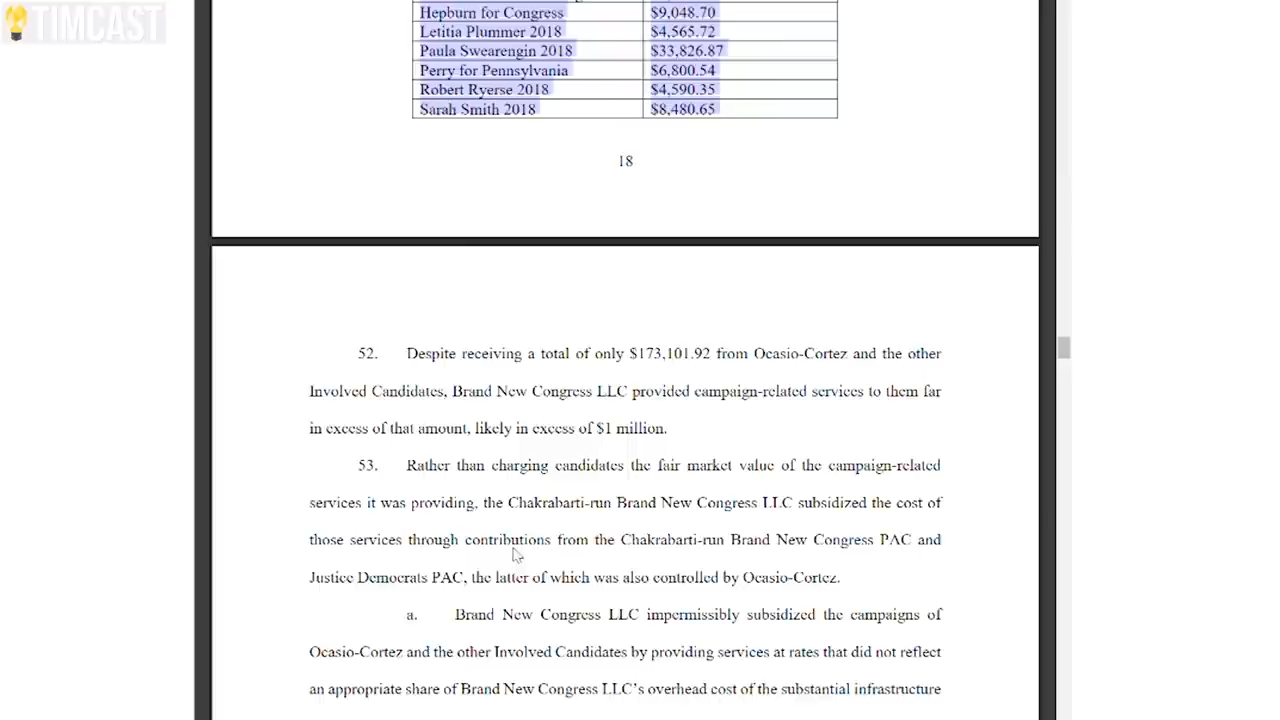 TIMCAST
Hepburn for Congress $9,048.70
Letitia Plummer 2018 $4,565.72
Paula Swearengin 2018 $33,826.87
Perry for Pennsylvania $6,800.54
Robert Ryerse 2018 $4,590.35
Sarah Smith 2018 $8,480.65
18
52. Despite receiving a total of only $173,101.92 from Ocasio-Cortez and the other
Involved Candidates, Brand New Congress LLC provided campaign-related services to them far
in excess of that amount, likely in excess of $1 million.
53. Rather than charging candidates the fair market value of the campaign-related
services it was providing, the Chakrabarti-run Brand New Congress LLC subsidized the cost of
those services through contributions from the Chakrabarti-run Brand New Congress PAC and
Justice Democrats PAC, the latter of which was also controlled by Ocasio-Cortez.
a. Brand New Congress LLC impermissibly subsidized the campaigns of
Ocasio-Cortez and the other Involved Candidates by providing services at rates that did not reflect
an appropriate share of Brand New Congress LLC's overhead cost of the substantial infrastructure